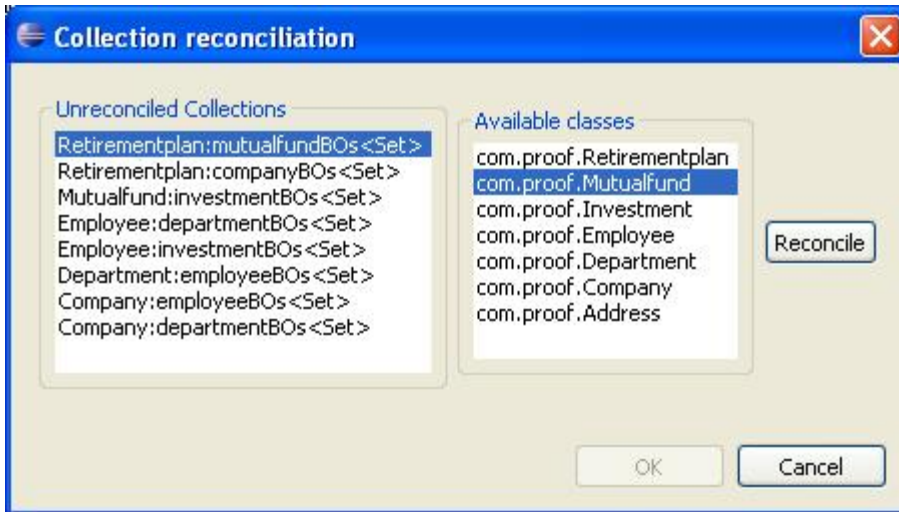 Collection reconciliation
Unreconciled Collections
Retirementplan:mutualfundBOs<Set>
Retirementplan:companyBOs<Set>
Mutualfund:investmentBOs<Set>
Employee:departmentBOs<Set>
Employee:investmentBOs<Set>
Department:employeeBOs<Set>
Company:employeeBOs<Set>
Company:departmentBOs<Set>
Available classes
com.proof.Retirementplan
com.proof.Mutualfund
com.proof.Investment
com.proof.Employee
com.proof.Department
com.proof.Company
com.proof.Address
Reconcile
OK
Cancel